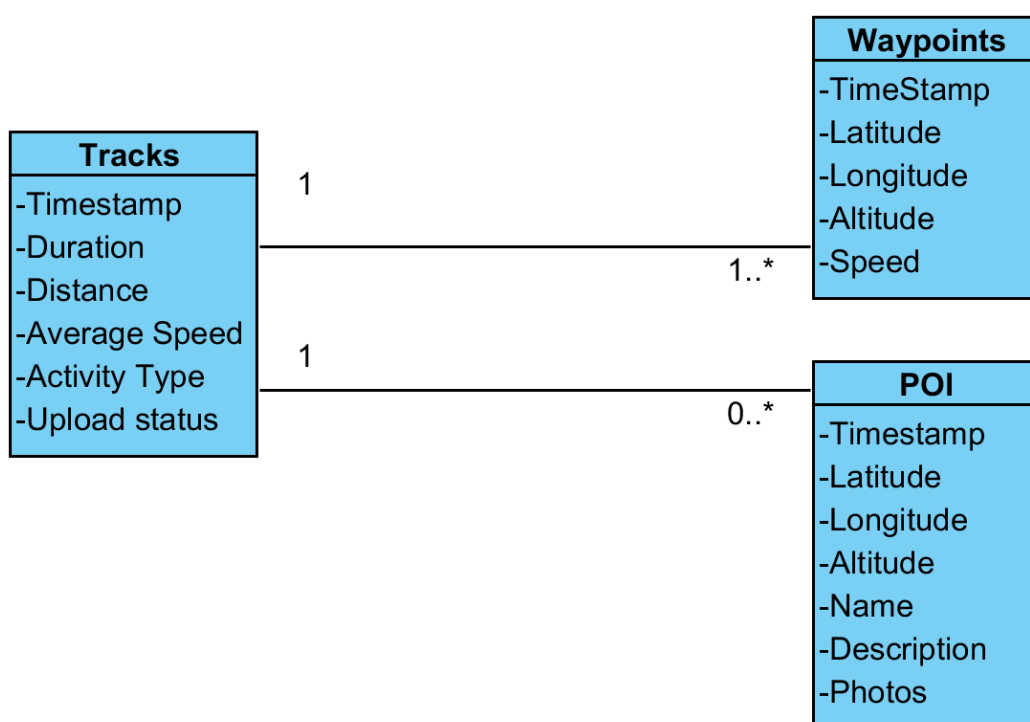 Tracks
-Timestamp
-Duration
-Distance
-Average Speed
-Activity Type
-Upload status
1
1..*
1
0..*
Waypoints
-TimeStamp
-Latitude
-Longitude
-Altitude
-Speed
POI
-Timestamp
-Latitude
-Longitude
-Altitude
-Name
-Description
-Photos